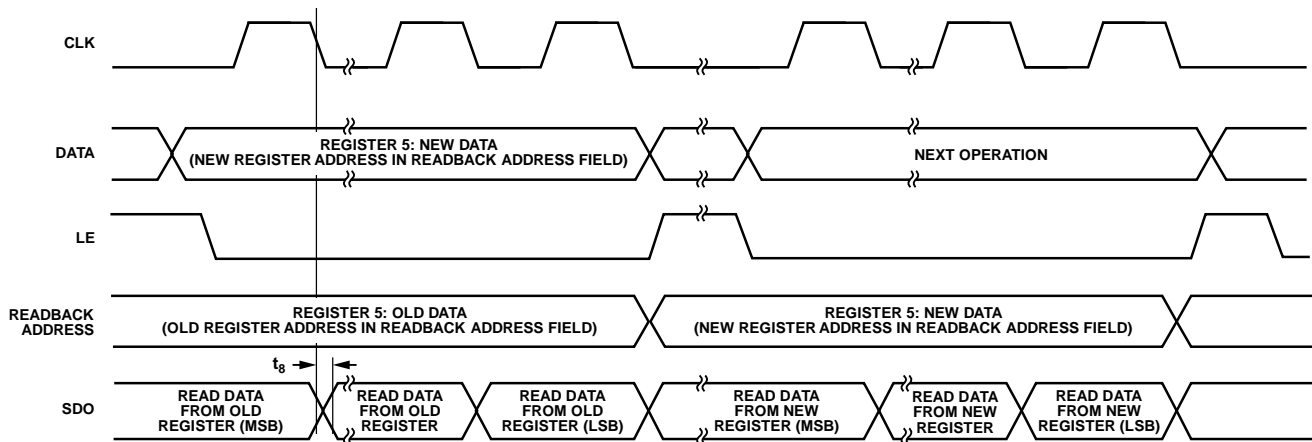 CLK
DATA
REGISTER 5: NEW DATA
(NEW REGISTER ADDRESS IN READBACK ADDRESS FIELD)
NEXT OPERATION
LE
READBACK
ADDRESS
REGISTER 5: OLD DATA
(OLD REGISTER ADDRESS IN READBACK ADDRESS FIELD)
REGISTER 5: NEW DATA
(NEW REGISTER ADDRESS IN READBACK ADDRESS FIELD)
t8
SDO
READ DATA
FROM OLD
REGISTER (MSB)
READ DATA
FROM OLD
REGISTER
READ DATA
FROM OLD
REGISTER (LSB)
READ DATA
FROM NEW
REGISTER (MSB)
READ DATA
FROM NEW
REGISTER
READ DATA
FROM NEW
REGISTER (LSB)